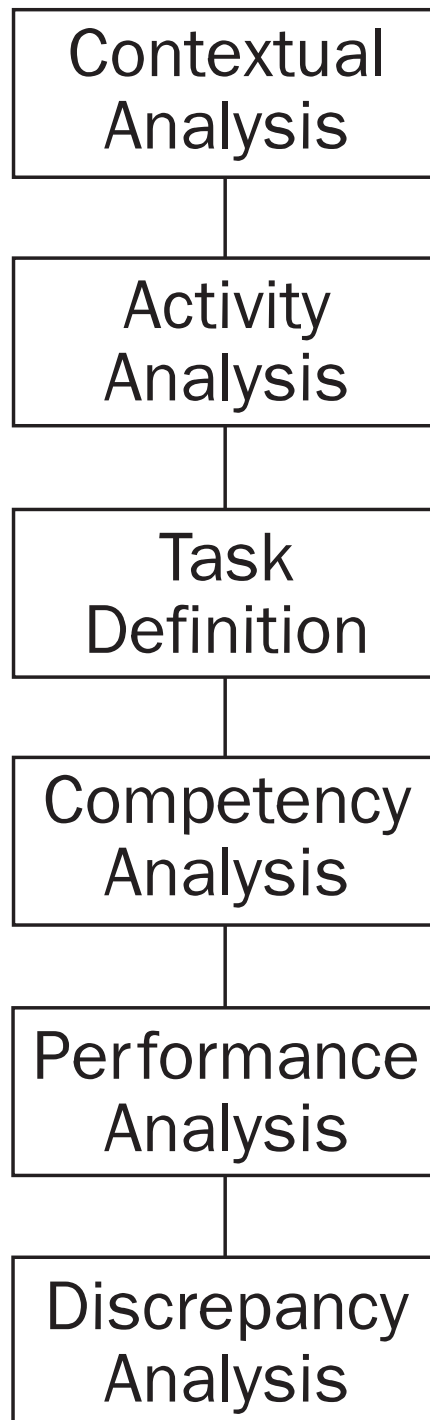 Contextual
Analysis
Activity
Analysis
Task
Definition
Competency
Analysis
Performance
Analysis
Discrepancy
Analysis